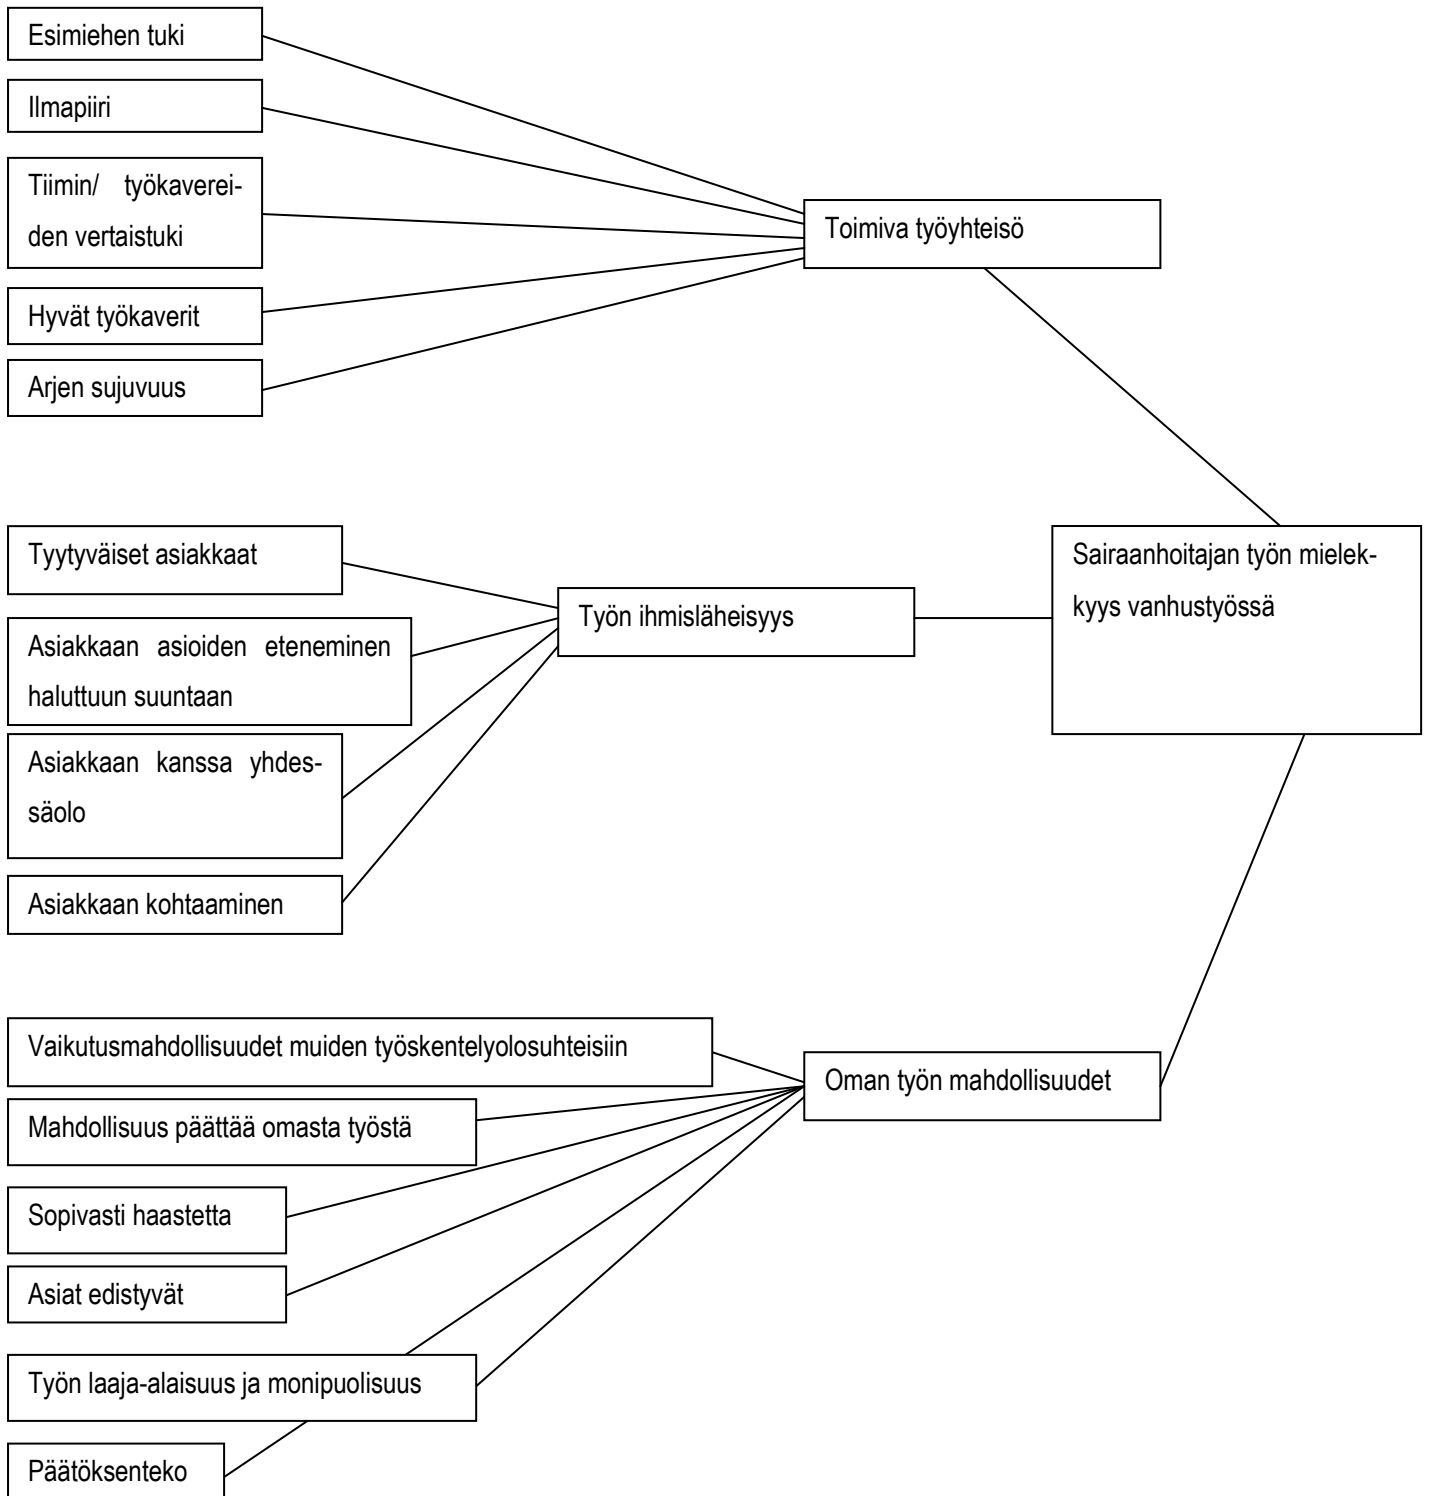 Esimiehen tuki
Ilmapiiri
Tiimin/ työkaverei-
den vertaistuki
Toimiva työyhteisö
Hyvät työkaverit
Arjen sujuvuus
Tyytyväiset asiakkaat
Asiakkaan asioiden eteneminen
haluttuun suuntaan
Asiakkaan kanssa yhdes-
säolo
Asiakkaan kohtaaminen
Työn ihmisläheisyys
Sairaanhoitajan työn mielek-
kyys vanhustyössä
Vaikutusmahdollisuudet muiden työskentelyolosuhteisiin
Mahdollisuus päättää omasta työstä
Sopivasti haastetta
Asiat edistyvät
Työn laaja-alaisuus ja monipuolisuus
Päätöksenteko
Oman työn mahdollisuudet